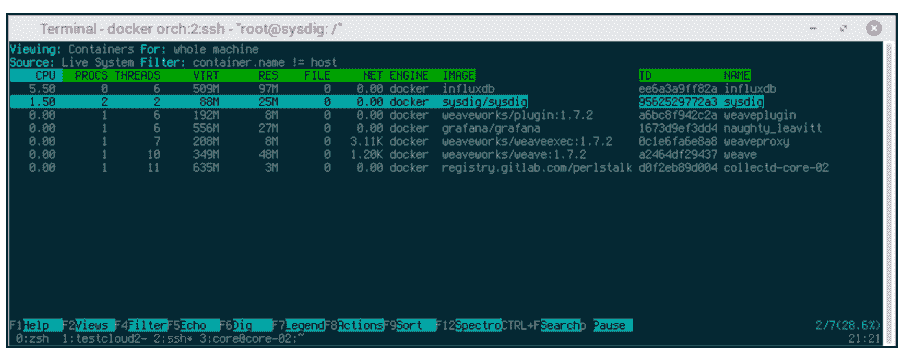 Terminal - docker orch:2:ssh - "root@sysdig: /"
Viewing: Containers For: whole machine
Source: Live System Filter: container.name != host
CPU PROCS THREADS VIRT RES FILE NET ENGINE IMAGE ID NAME
5.50 0 6 509M 97M 0 0.00 docker influxdb ee6a3a9ff82a influxdb
1.50 2 2 88M 25M 0 0.00 docker sysdig/sysdig 9562529772a3 sysdig
0.00 1 6 192M 8M 0 0.00 docker weaveworks/plugin:1.7.2 a6bc8f942c2a weaveplugin
0.00 1 6 556M 27M 0 0.00 docker grafana/grafana 1673d9ef3dd4 naughty_leavitt
0.00 1 7 208M 8M 0 3.11K docker weaveworks/weaveexec:1.7.2 0c1e6fa6e8a8 weaveproxy
0.00 1 10 349M 48M 0 1.20K docker weaveworks/weave:1.7.2 a2464df29437 weave
0.00 1 11 635M 3M 0 0.00 docker registry.gitlab.com/perlstalk d0f2eb89d004 collectd-core-02
F1Help F2Views F4Filter F5Echo F6Dig F7Legend F8Actions F9Sort F12Spectro CTRL+FSearch p Pause 2/7(28.6%)
0:zsh 1:testcloud2- 2:ssh* 3:core@core-02:~ 21:21